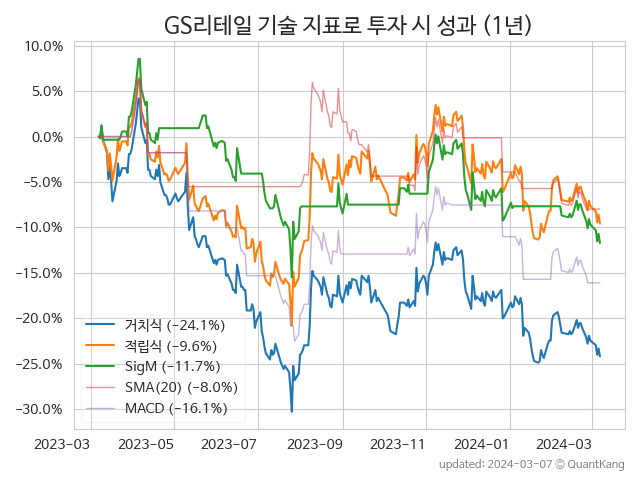 GS리테일 기술 지표로 투자 시 성과 (1년)
10.0%
5.0%
0.0%
−5.0%
−10.0%
−15.0%
−20.0%
−25.0%
−30.0%
거치식 (−24.1%)
적립식 (−9.6%)
SigM (−11.7%)
SMA(20) (−8.0%)
MACD (−16.1%)
2023−03 2023−05 2023−07 2023−09 2023−11 2024−01 2024−03
updated: 2024−03−07 © QuantKang